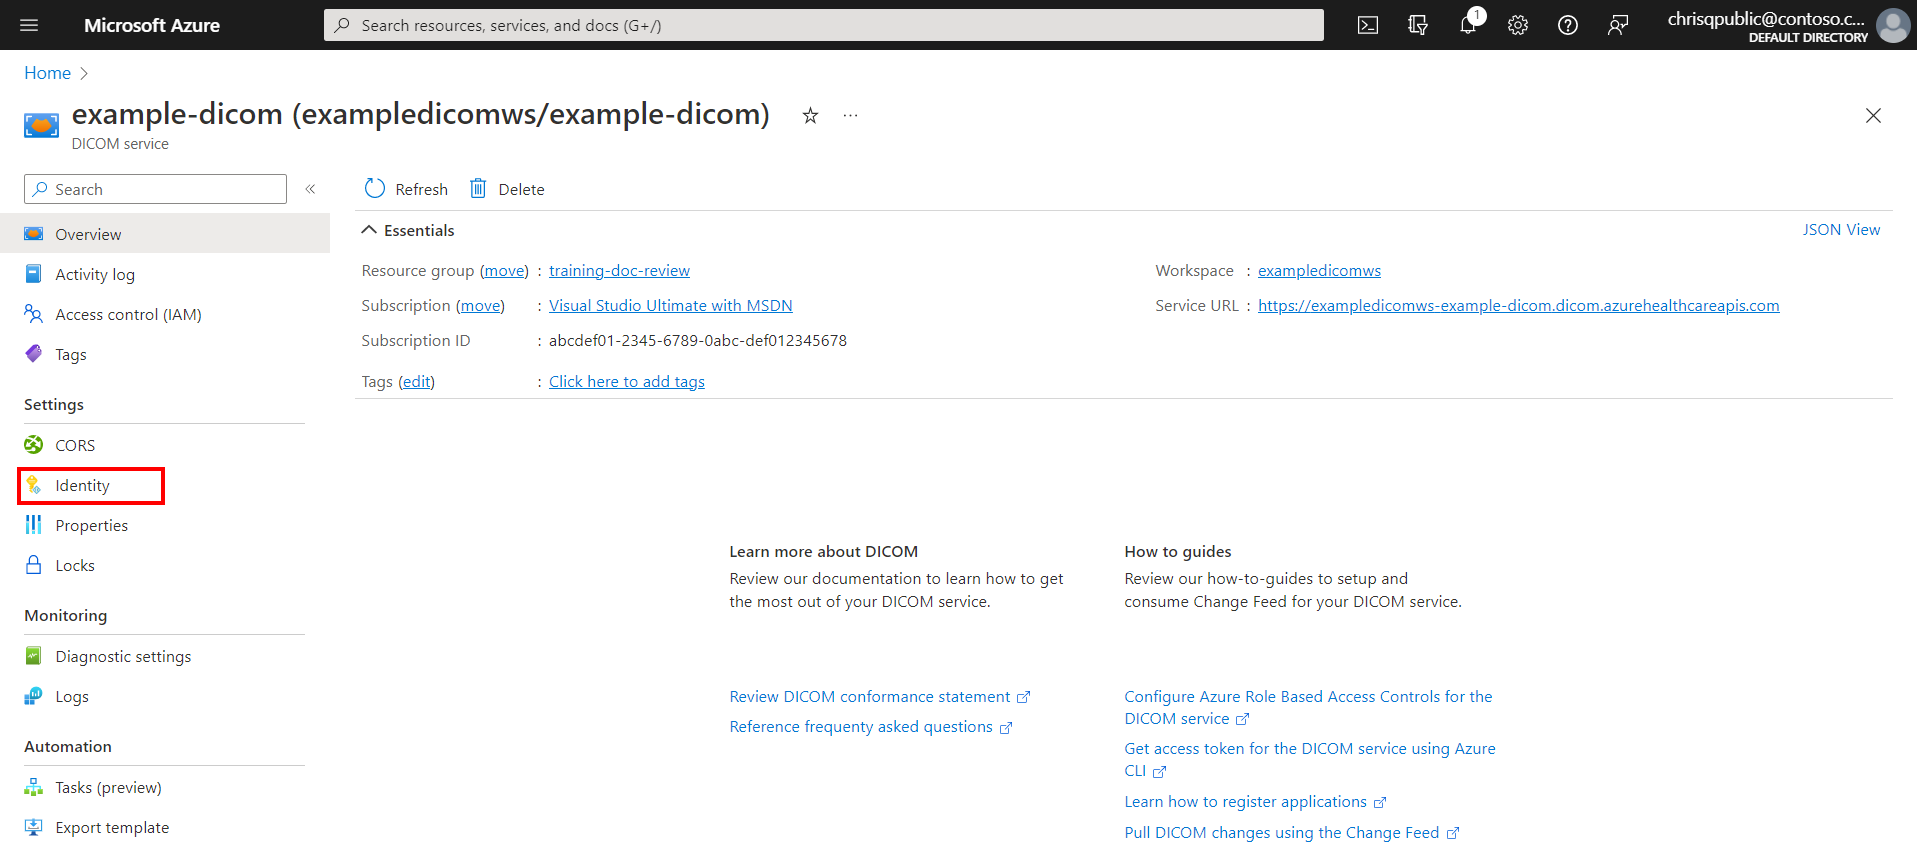 Microsoft Azure
Search resources, services, and docs (G+/)
1
chrisqpublic@contoso.c...
DEFAULT DIRECTORY
Home
example-dicom (exampledicomws/example-dicom)
DICOM service
Search
Refresh
Delete
Overview
Activity log
Access control (IAM)
Tags
Settings
CORS
Identity
Properties
Locks
Monitoring
Diagnostic settings
Logs
Automation
Tasks (preview)
Export template
Essentials
JSON View
Resource group (move) : training-doc-review
Subscription (move) : Visual Studio Ultimate with MSDN
Subscription ID : abcdef01-2345-6789-0abc-def012345678
Tags (edit) : Click here to add tags
Workspace : exampledicomws
Service URL : https://exampledicomws-example-dicom.dicom.azurehealthcareapis.com
Learn more about DICOM
Review our documentation to learn how to get
the most out of your DICOM service.
Review DICOM conformance statement
Reference frequenty asked questions
How to guides
Review our how-to-guides to setup and
consume Change Feed for your DICOM service.
Configure Azure Role Based Access Controls for the
DICOM service
Get access token for the DICOM service using Azure
CLI
Learn how to register applications
Pull DICOM changes using the Change Feed